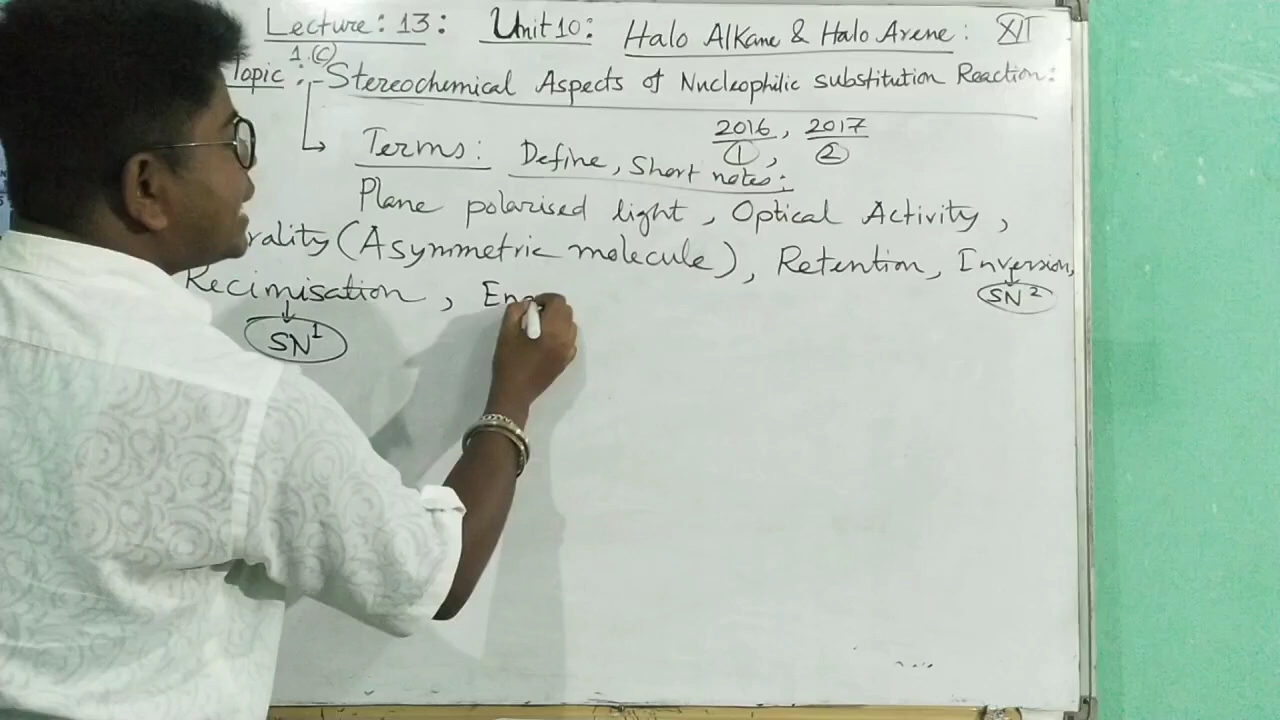 Lecture: 13: Unit 10: Halo Alkane & Halo Arene: XII
1.(C)
Topic :- Stereochemical Aspects of Nucleophilic substitution Reaction:
2016, 2017
Terms: Define, Short notes:
1, 2
Plane polarised light, Optical Activity,
rality (Asymmetric molecule), Retention, Inversion,
Recimisation, En
SN1 SN2